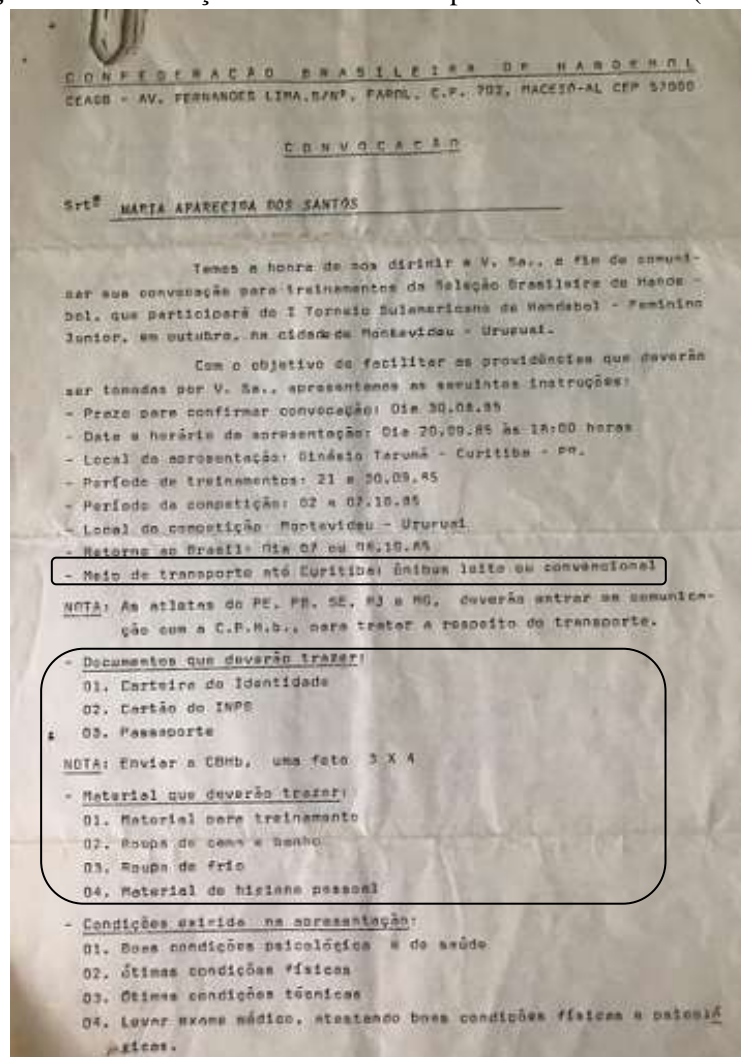 CONFEDERAÇÃO BRASILEIRA DE HANDEBOL
CEAGB - AV. FERNANDES LIMA,S/Nº, FAROL, C.P. 702, MACEIÓ-AL CEP 57000
CONVOCAÇÃO
Srtª MARIA APARECIDA DOS SANTOS
Temos a honra de nos dirigir a V. Sa., a fim de comuni-
car sua convocação para treinamentos da Seleção Brasileira de Hande -
bol, que participará do I Torneio Sulamericano de Handebol - Feminino
Junior, em outubro, na cidade de Montevideu - Uruguai.
Com o objetivo de facilitar as providências que deverão
ser tomadas por V. Sa., apresentamos as seguintes instruções:
- Prazo para confirmar convocação: Dia 30.08.85
- Data e horário de apresentação: Dia 20.09.85 às 18:00 horas
- Local de apresentação: Ginásio Tarumã - Curitiba - PR.
- Período de treinamentos: 21 a 30.09.85
- Período da competição: 02 a 07.10.85
- Local da competição: Montevideu - Uruguai
- Retorno ao Brasil: Dia 07 ou 08.10.85
- Meio de transporte até Curitiba: ônibus leito ou convencional
NOTA: As atletas do PE, PB, SE, RJ e MG, deverão entrar em comunica-
ção com a C.B.H.b., para tratar a respeito do transporte.
- Documentos que deverão trazer:
01. Carteira de Identidade
02. Cartão do INPS
03. Passaporte
NOTA: Enviar a CBHb, uma foto 3 X 4
- Material que deverão trazer:
01. Material para treinamento
02. Roupa de cama e banho
03. Roupa de frio
04. Material de higiene pessoal
- Condições exigida na apresentação:
01. Boas condições psicológica e de saúde
02. ótimas condições físicas
03. Ótimas condições técnicas
04. Levar exame médico, atestando boas condições físicas e psicoló
gicas.